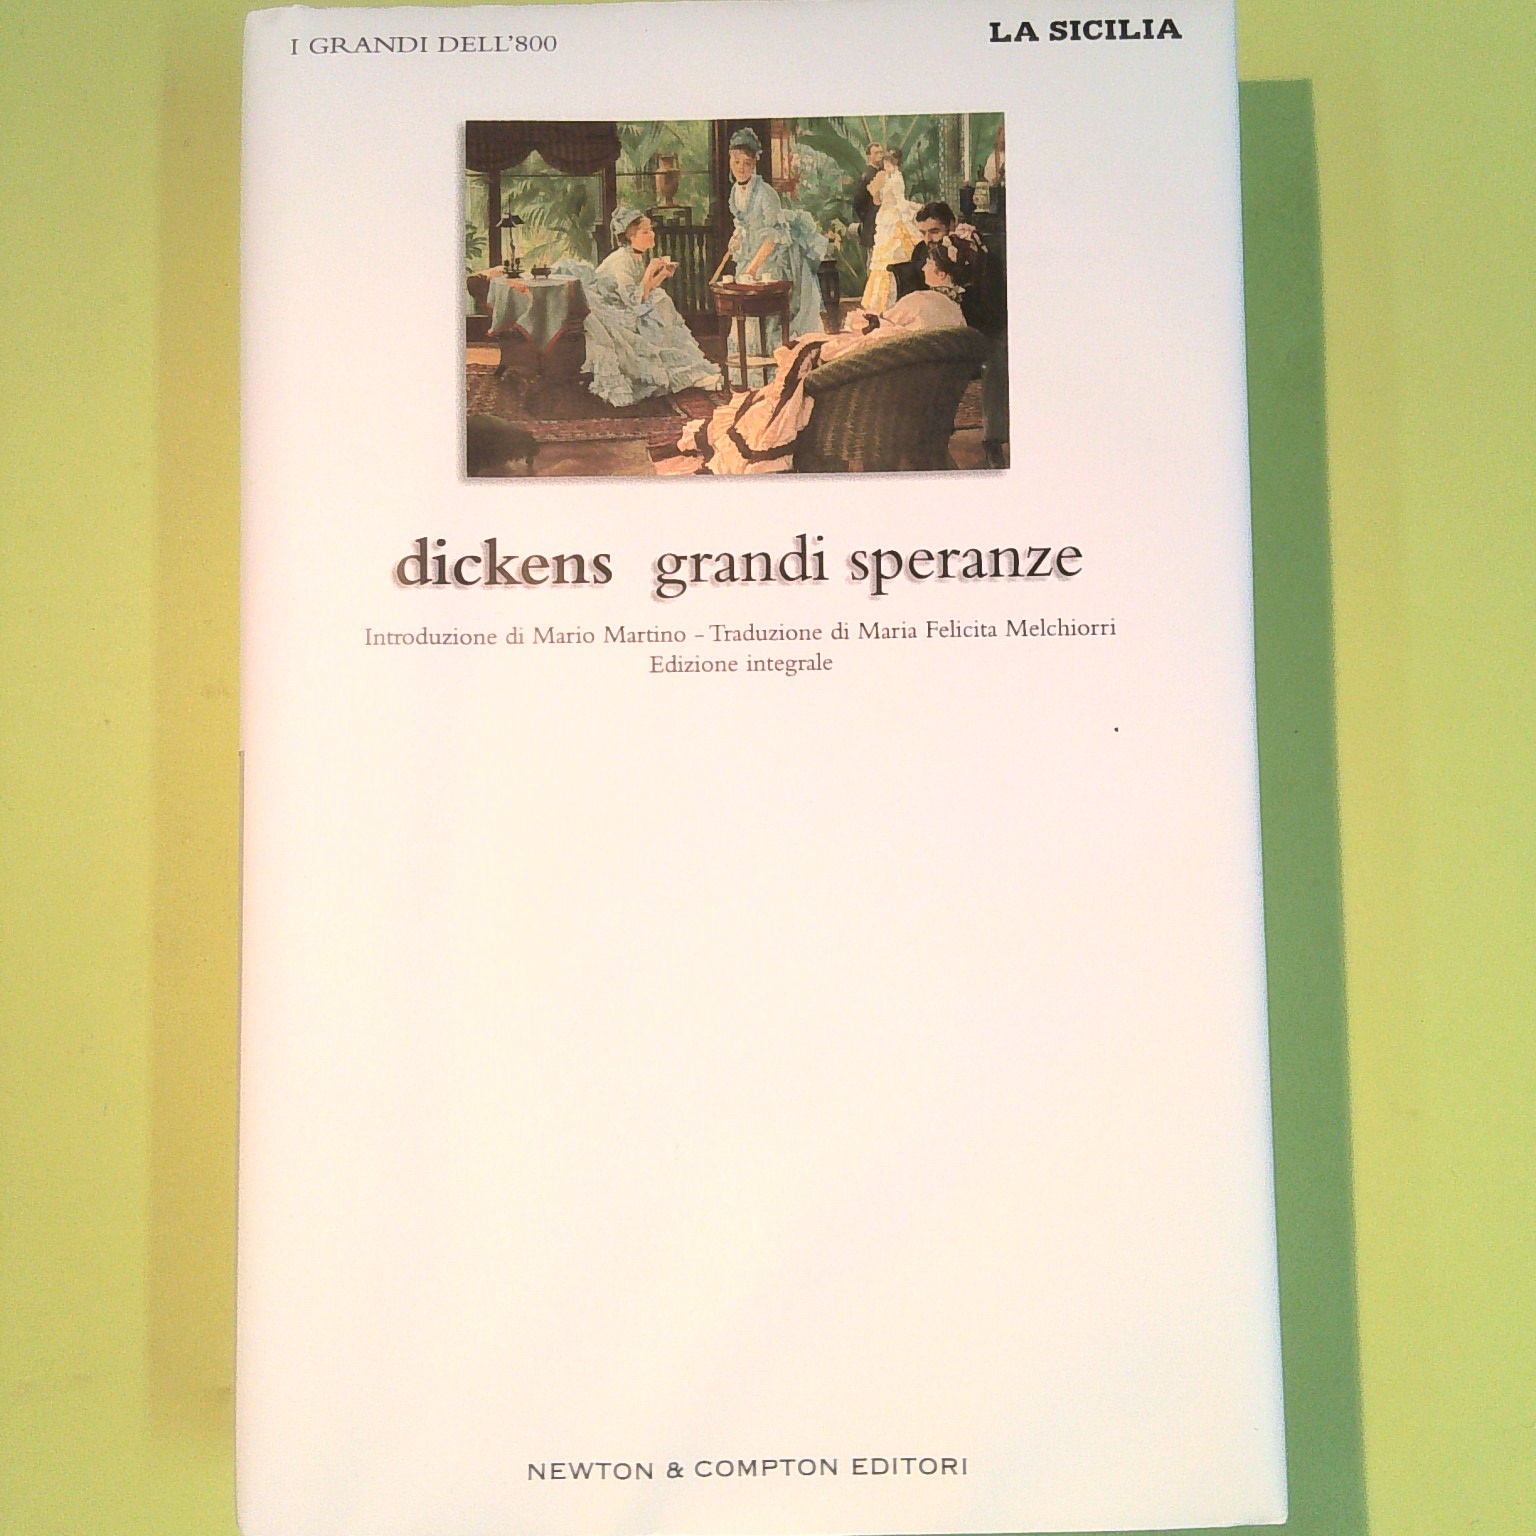 I GRANDI DELL'800
LA SICILIA
dickens grandi speranze
Introduzione di Mario Martino - Traduzione di Maria Felicita Melchiorri
Edizione integrale
NEWTON & COMPTON EDITORI